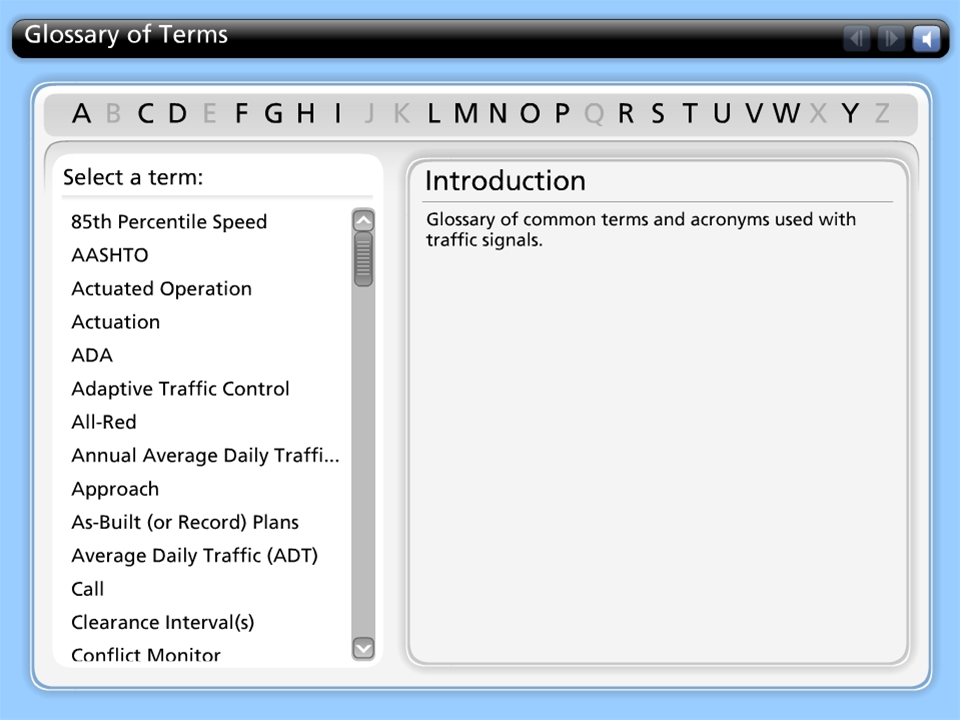 Glossary of Terms
A B C D E F G H I J K L M N O P Q R S T U V W X Y Z
Select a term:
85th Percentile Speed
AASHTO
Actuated Operation
Actuation
ADA
Adaptive Traffic Control
All-Red
Annual Average Daily Traffi...
Approach
As-Built (or Record) Plans
Average Daily Traffic (ADT)
Call
Clearance Interval(s)
Conflict Monitor
Introduction
Glossary of common terms and acronyms used with
traffic signals.